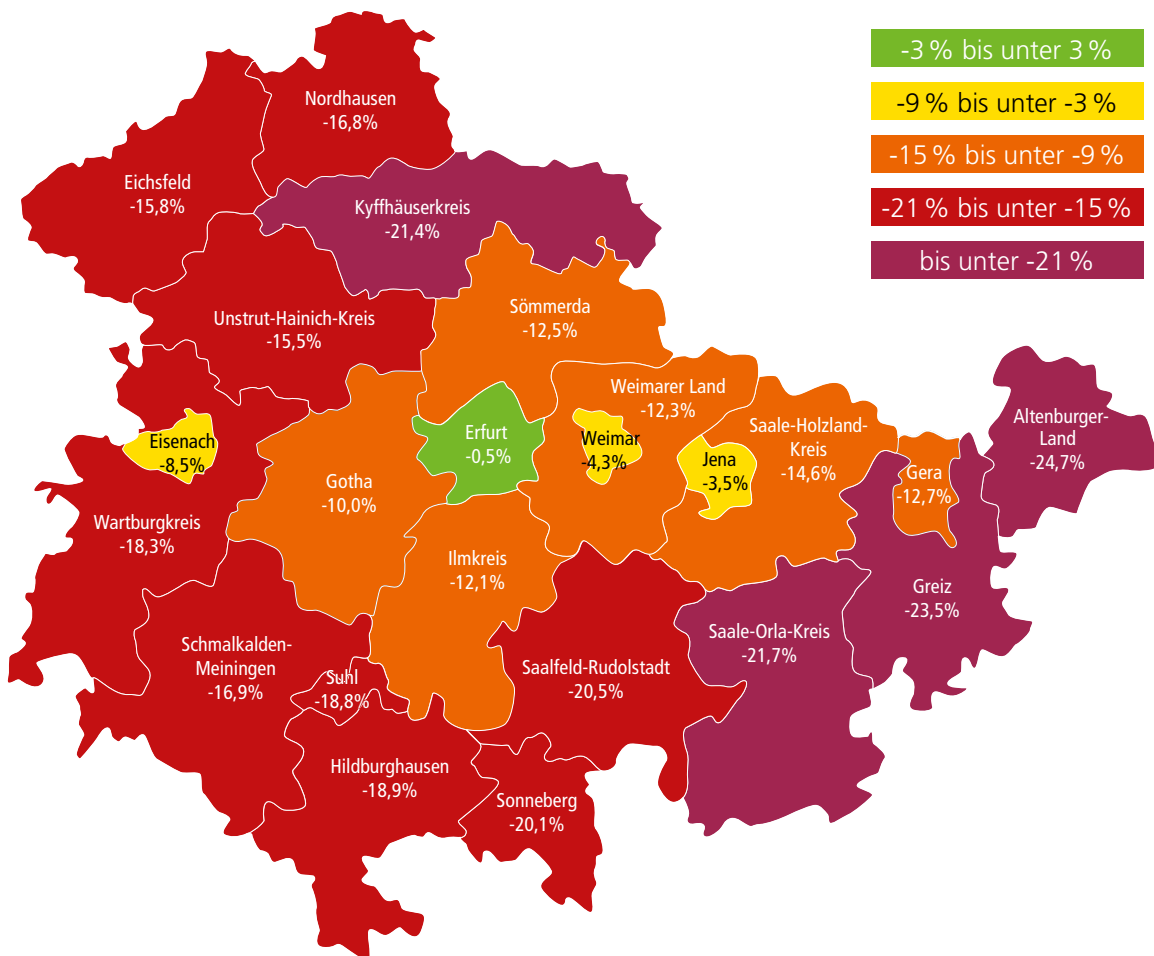 -3 % bis unter 3 %
-9 % bis unter -3 %
-15 % bis unter -9 %
-21 % bis unter -15 %
bis unter -21 %
Nordhausen
-16,8%
Eichsfeld
-15,8%
Kyffhäuserkreis
-21,4%
Sömmerda
-12,5%
Unstrut-Hainich-Kreis
-15,5%
Weimarer Land
-12,3%
Altenburger-
Land
-24,7%
Saale-Holzland-
Kreis
-14,6%
Eisenach
-8,5%
Erfurt
-0,5%
Weimar
-4,3%
Jena
-3,5%
Gera
-12,7%
Gotha
-10,0%
Wartburgkreis
-18,3%
Ilmkreis
-12,1%
Greiz
-23,5%
Saale-Orla-Kreis
-21,7%
Schmalkalden-
Meiningen
-16,9%
Suhl
-18,8%
Saalfeld-Rudolstadt
-20,5%
Hildburghausen
-18,9%
Sonneberg
-20,1%